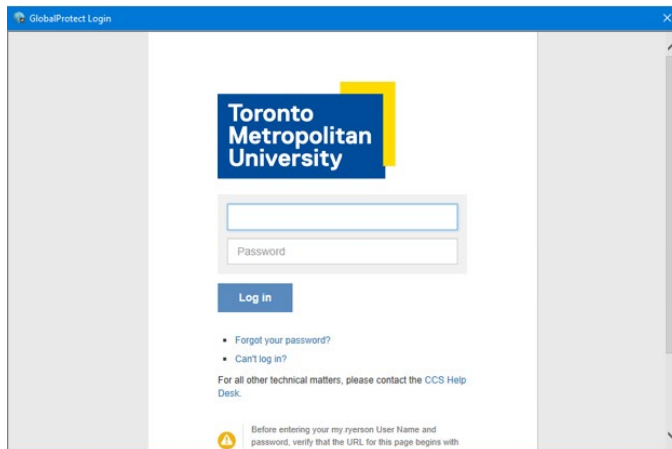 GlobalProtect Login
Toronto
Metropolitan
University
Password
Log in
Forgot your password?
Can't log in?
For all other technical matters, please contact the CCS Help
Desk.
Before entering your my.ryerson User Name and
password, verify that the URL for this page begins with